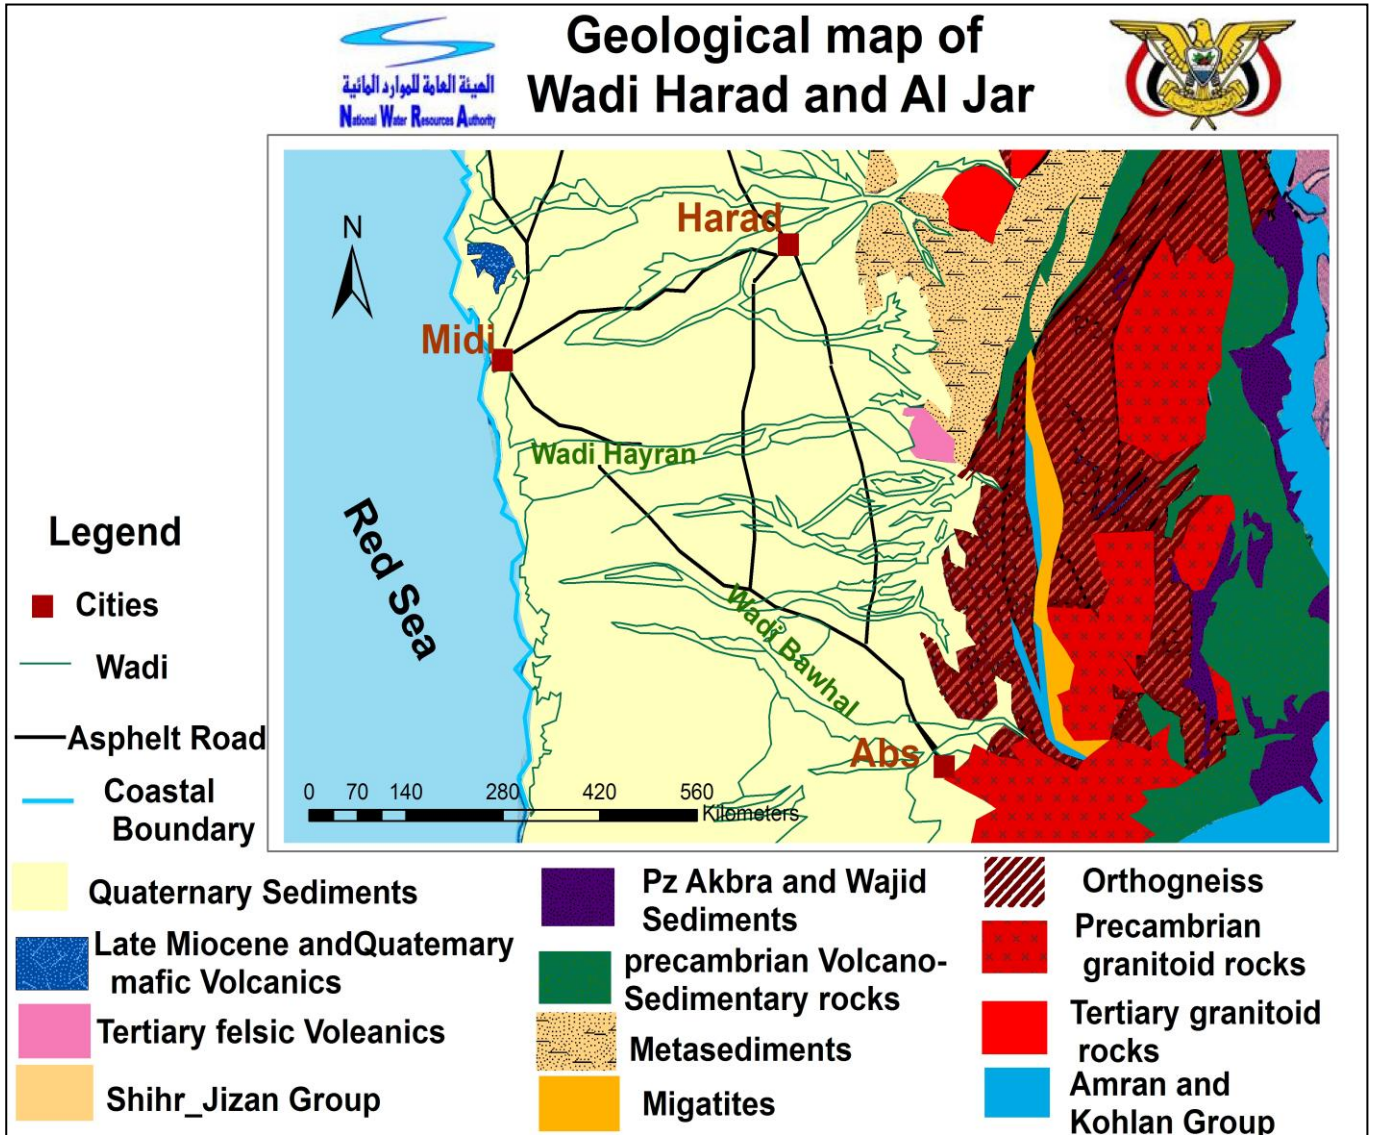 Geological map of
Wadi Harad and Al Jar
الهيئة العامة للموارد المائية
National Water Resources Authority
N
Harad
Midi
Wadi Hayran
Red Sea
Wadi Bawhal
Abs
0 70 140 280 420 560
Kilometers
Legend
Cities
Wadi
Asphelt Road
Coastal
Boundary
Quaternary Sediments
Late Miocene andQuatemary
mafic Volcanics
Tertiary felsic Voleanics
Shihr_Jizan Group
Pz Akbra and Wajid
Sediments
precambrian Volcano-
Sedimentary rocks
Metasediments
Migatites
Orthogneiss
Precambrian
granitoid rocks
Tertiary granitoid
rocks
Amran and
Kohlan Group